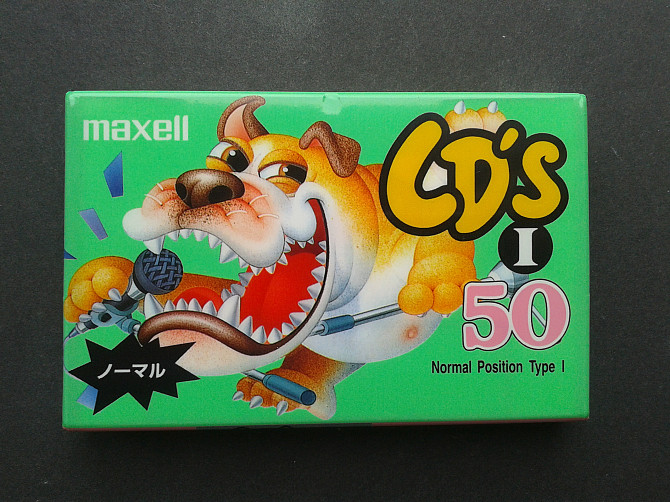 maxell
CD's
I
50
Normal Position Type I
ノーマル